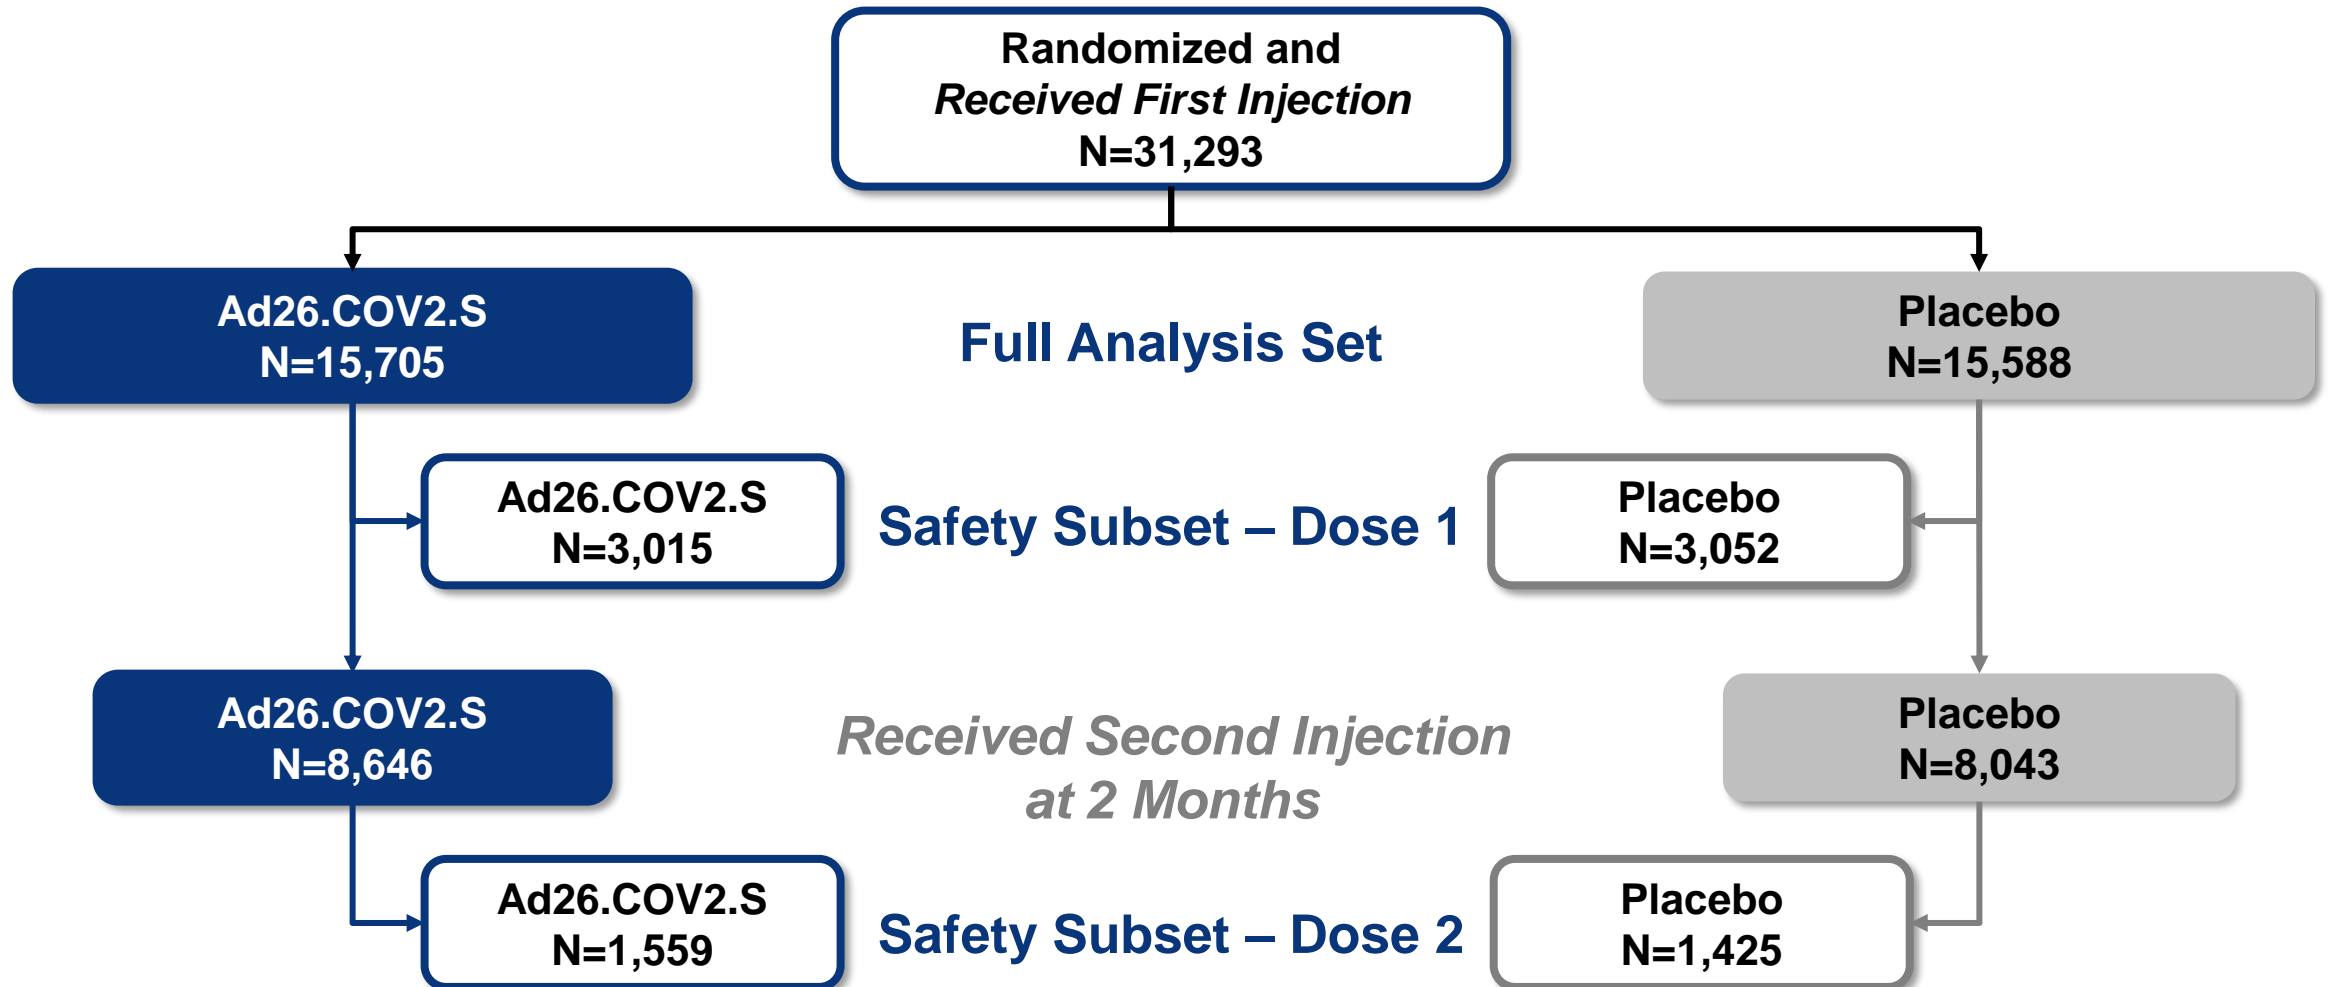 Randomized and
Received First Injection
N=31,293
Ad26.COV2.S
N=15,705
Full Analysis Set
Placebo
N=15,588
Ad26.COV2.S
N=3,015
Safety Subset – Dose 1
Placebo
N=3,052
Ad26.COV2.S
N=8,646
Received Second Injection
at 2 Months
Placebo
N=8,043
Ad26.COV2.S
N=1,559
Safety Subset – Dose 2
Placebo
N=1,425